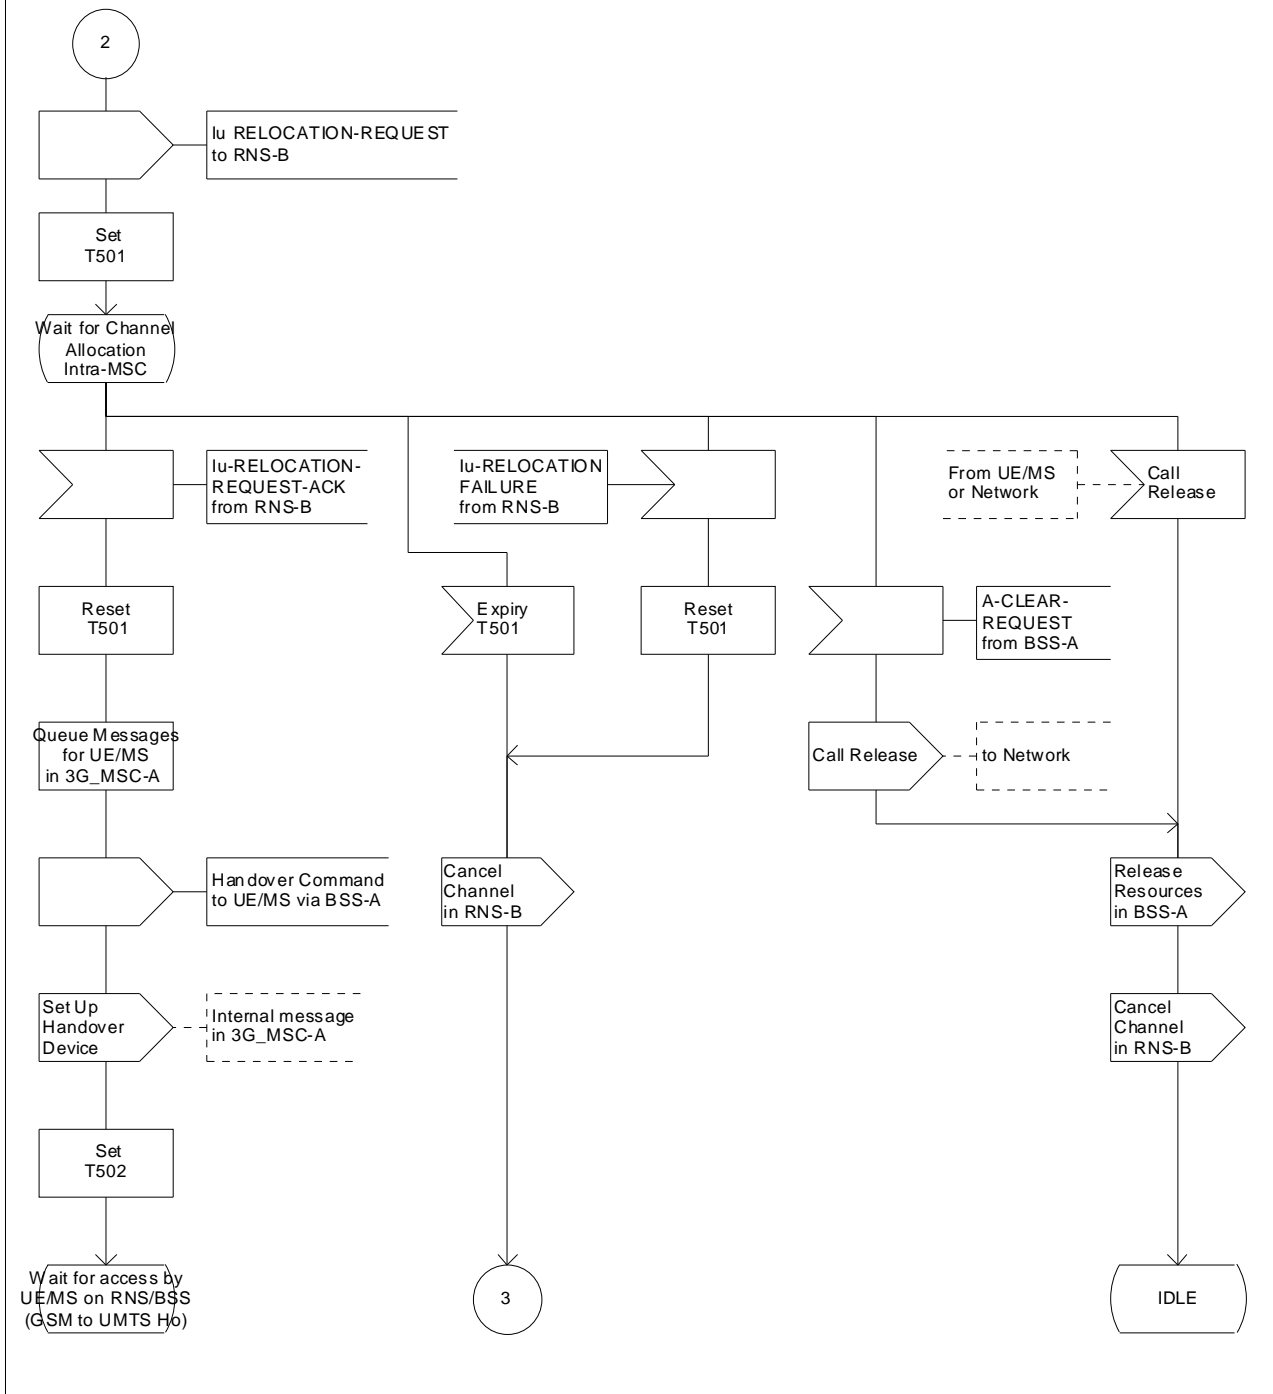 2
Iu RELOCATION-REQUEST
to RNS-B
Set
T501
Wait for Channel
Allocation
Intra-MSC
Iu-RELOCATION-
REQUEST-ACK
from RNS-B
Iu-RELOCATION
FAILURE
from RNS-B
From UE/MS
or Network
Call
Release
Reset
T501
Expiry
T501
Reset
T501
A-CLEAR-
REQUEST
from BSS-A
Queue Messages
for UE/MS
in 3G_MSC-A
Call Release
to Network
Handover Command
to UE/MS via BSS-A
Cancel
Channel
in RNS-B
Release
Resources
in BSS-A
Set Up
Handover
Device
Internal message
in 3G_MSC-A
Cancel
Channel
in RNS-B
Set
T502
Wait for access by
UE/MS on RNS/BSS
(GSM to UMTS Ho)
3
IDLE